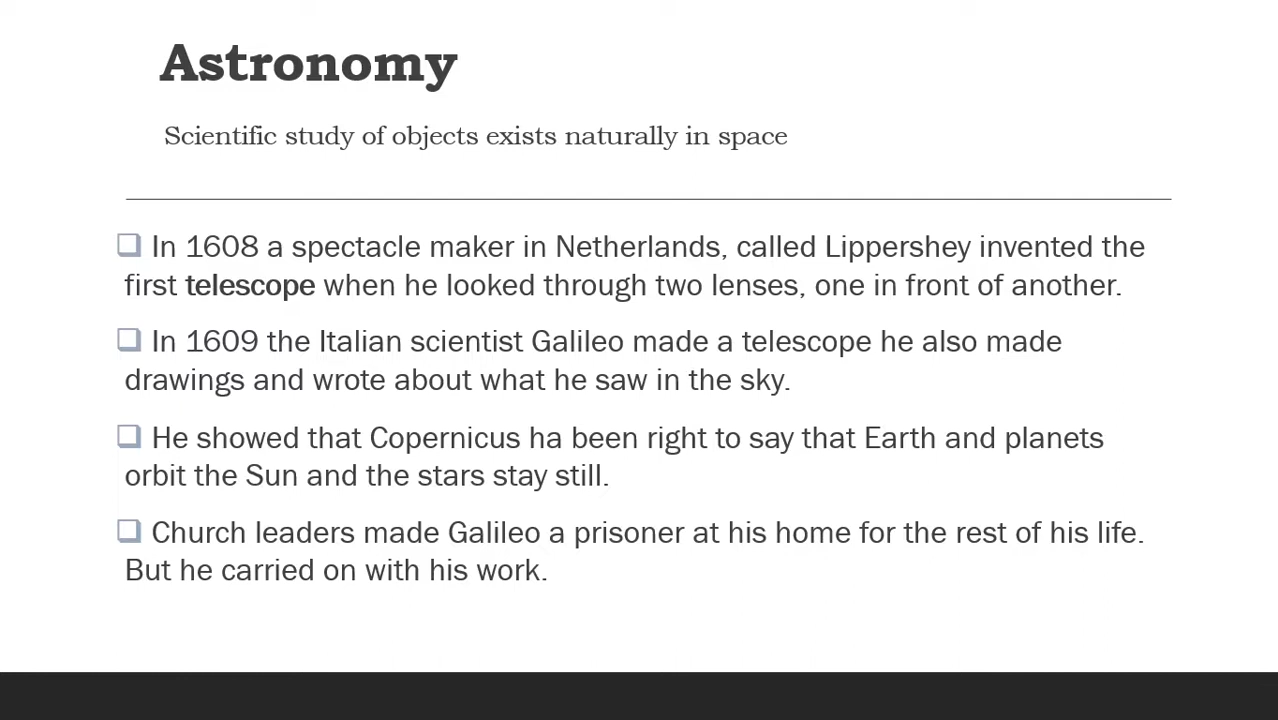 Astronomy
Scientific study of objects exists naturally in space
In 1608 a spectacle maker in Netherlands, called Lippershey invented the
first telescope when he looked through two lenses, one in front of another.
In 1609 the Italian scientist Galileo made a telescope he also made
drawings and wrote about what he saw in the sky.
He showed that Copernicus ha been right to say that Earth and planets
orbit the Sun and the stars stay still.
Church leaders made Galileo a prisoner at his home for the rest of his life.
But he carried on with his work.